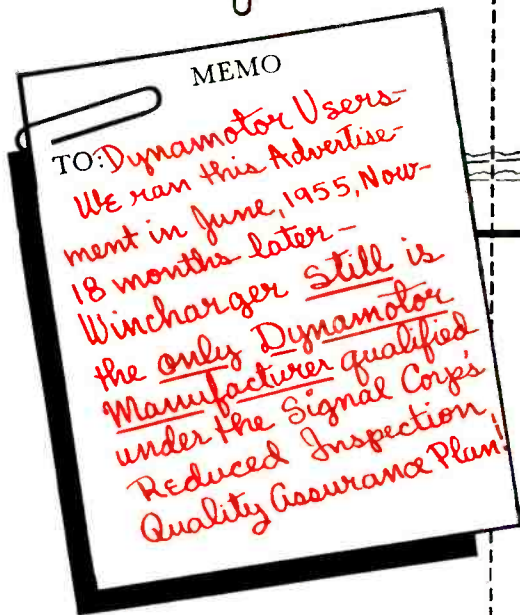 MEMO
TO: Dynamotor Users-
WE ran this Advertise-
ment in June, 1955, Now-
18 months later-
Wincharger still is
the only Dynamotor
Manufacturer qualified
under the Signal Corps'
Reduced Inspection,
Quality Assurance Plan!